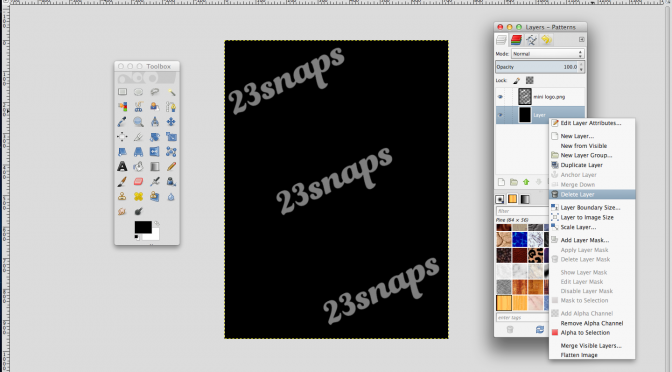 Toolbox
23snaps
23snaps
23snaps
Layers – Patterns
Mode: Normal
Opacity 100.0
Lock:
mini logo.png
Layer
Edit Layer Attributes...
New Layer...
New from Visible
New Layer Group...
Duplicate Layer
Anchor Layer
Merge Down
Delete Layer
Layer Boundary Size...
Layer to Image Size
Scale Layer...
Add Layer Mask...
Apply Layer Mask
Delete Layer Mask
Show Layer Mask
Edit Layer Mask
Disable Layer Mask
Mask to Selection
Add Alpha Channel
Remove Alpha Channel
Alpha to Selection
Merge Visible Layers...
Flatten Image
filter
Pine (64 × 56)
enter tags